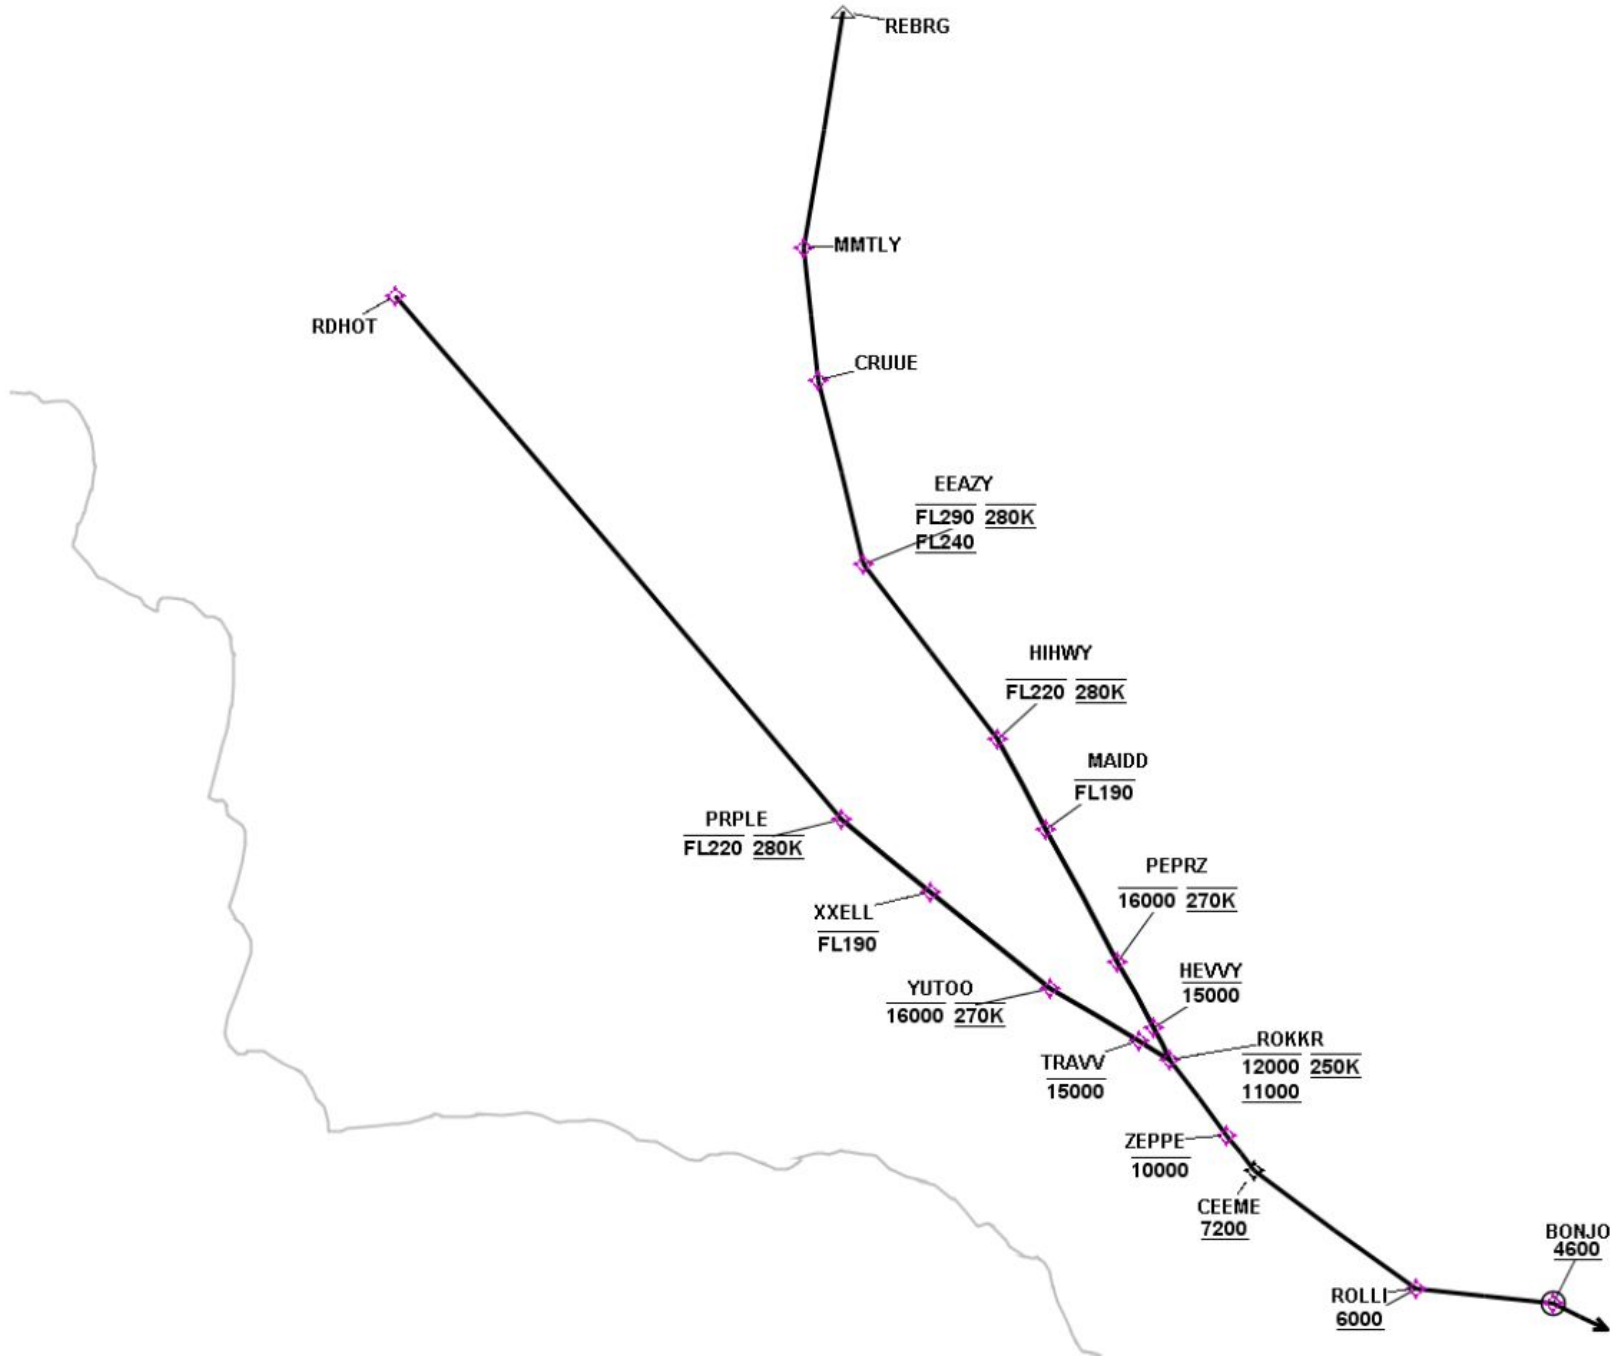 REBRG
MMTLY
RDHOT
CRUUE
EEAZY
FL290 280K
FL240
HIHWY
FL220 280K
MAIDD
FL190
PRPLE
FL220 280K
PEPRZ
16000 270K
XXELL
FL190
HEVVY
15000
YUTOO
16000 270K
ROKKR
12000 250K
11000
TRAVV
15000
ZEPPE
10000
CEEME
7200
BONJO
4600
ROLLI
6000